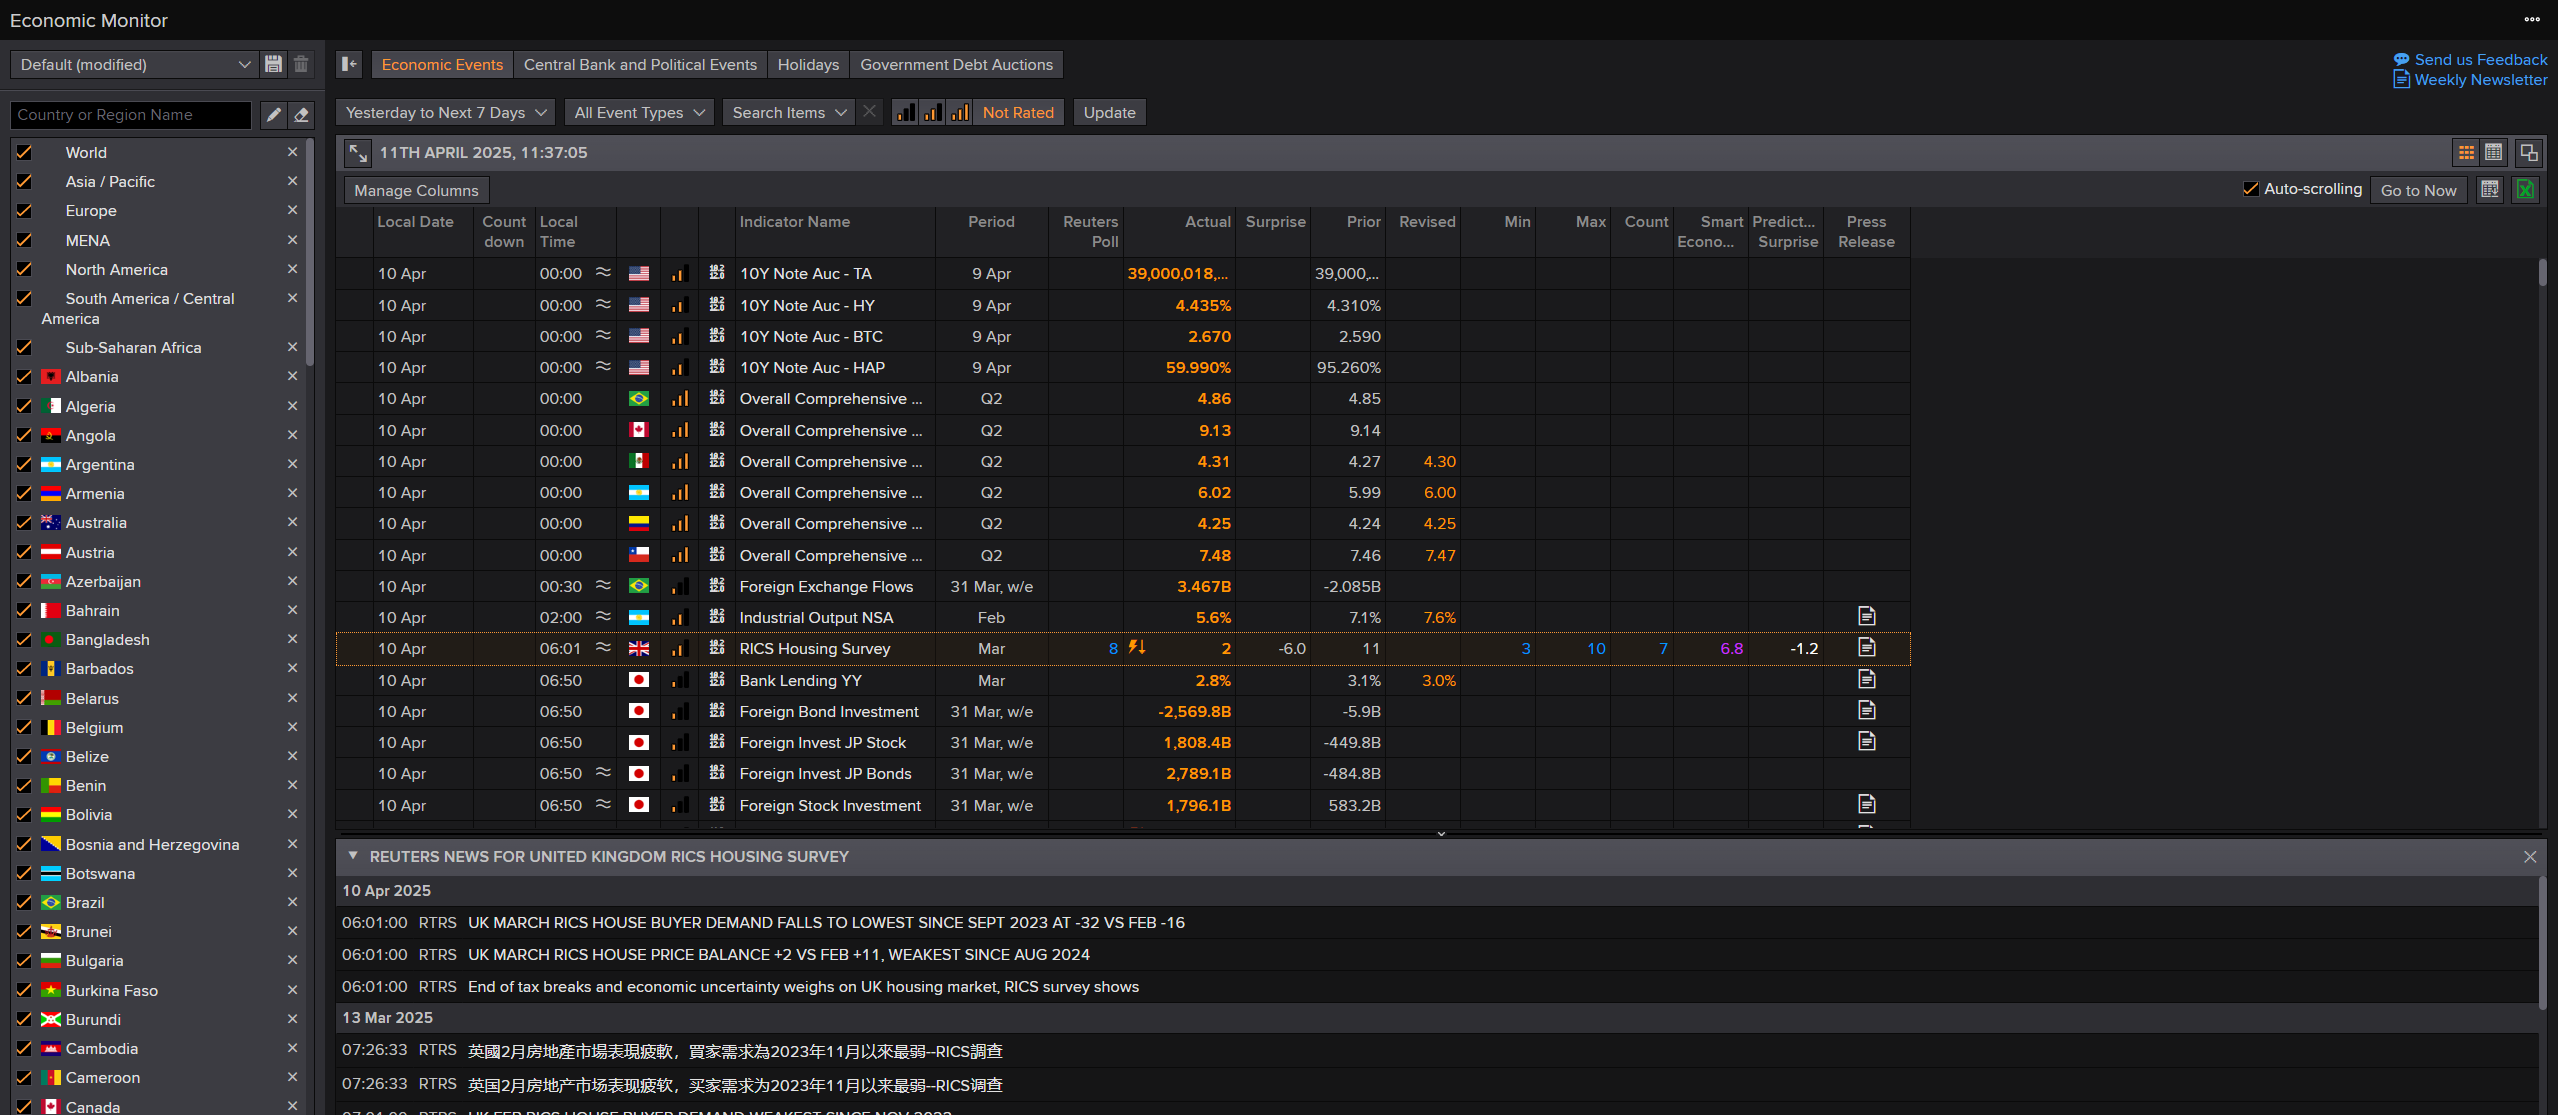 Economic Monitor
Default (modified)
Economic Events
Central Bank and Political Events
Holidays
Government Debt Auctions
Send us Feedback
Weekly Newsletter
Country or Region Name
Yesterday to Next 7 Days
All Event Types
Search Items
Not Rated
Update
World
Asia / Pacific
Europe
MENA
North America
South America / Central
America
Sub-Saharan Africa
Albania
Algeria
Angola
Argentina
Armenia
Australia
Austria
Azerbaijan
Bahrain
Bangladesh
Barbados
Belarus
Belgium
Belize
Benin
Bolivia
Bosnia and Herzegovina
Botswana
Brazil
Brunei
Bulgaria
Burkina Faso
Burundi
Cambodia
Cameroon
Canada
11TH APRIL 2025, 11:37:05
Manage Columns
Auto-scrolling
Go to Now
Local Date Count Local Indicator Name Period Reuters Actual Surprise Prior Revised Min Max Count Smart Predict... Press
down Time Poll Econo... Surprise Release
10 Apr 00:00 10Y Note Auc - TA 9 Apr 39,000,018,... 39,000,...
10 Apr 00:00 10Y Note Auc - HY 9 Apr 4.435% 4.310%
10 Apr 00:00 10Y Note Auc - BTC 9 Apr 2.670 2.590
10 Apr 00:00 10Y Note Auc - HAP 9 Apr 59.990% 95.260%
10 Apr 00:00 Overall Comprehensive ... Q2 4.86 4.85
10 Apr 00:00 Overall Comprehensive ... Q2 9.13 9.14
10 Apr 00:00 Overall Comprehensive ... Q2 4.31 4.27 4.30
10 Apr 00:00 Overall Comprehensive ... Q2 6.02 5.99 6.00
10 Apr 00:00 Overall Comprehensive ... Q2 4.25 4.24 4.25
10 Apr 00:00 Overall Comprehensive ... Q2 7.48 7.46 7.47
10 Apr 00:30 Foreign Exchange Flows 31 Mar, w/e 3.467B -2.085B
10 Apr 02:00 Industrial Output NSA Feb 5.6% 7.1% 7.6%
10 Apr 06:01 RICS Housing Survey Mar 8 2 -6.0 11 3 10 7 6.8 -1.2
10 Apr 06:50 Bank Lending YY Mar 2.8% 3.1% 3.0%
10 Apr 06:50 Foreign Bond Investment 31 Mar, w/e -2,569.8B -5.9B
10 Apr 06:50 Foreign Invest JP Stock 31 Mar, w/e 1,808.4B -449.8B
10 Apr 06:50 Foreign Invest JP Bonds 31 Mar, w/e 2,789.1B -484.8B
10 Apr 06:50 Foreign Stock Investment 31 Mar, w/e 1,796.1B 583.2B
REUTERS NEWS FOR UNITED KINGDOM RICS HOUSING SURVEY
10 Apr 2025
06:01:00 RTRS UK MARCH RICS HOUSE BUYER DEMAND FALLS TO LOWEST SINCE SEPT 2023 AT -32 VS FEB -16
06:01:00 RTRS UK MARCH RICS HOUSE PRICE BALANCE +2 VS FEB +11, WEAKEST SINCE AUG 2024
06:01:00 RTRS End of tax breaks and economic uncertainty weighs on UK housing market, RICS survey shows
13 Mar 2025
07:26:33 RTRS 英國2月房地產市場表現疲軟，買家需求為2023年11月以來最弱--RICS調查
07:26:33 RTRS 英国2月房地产市场表现疲软，买家需求为2023年11月以来最弱--RICS调查